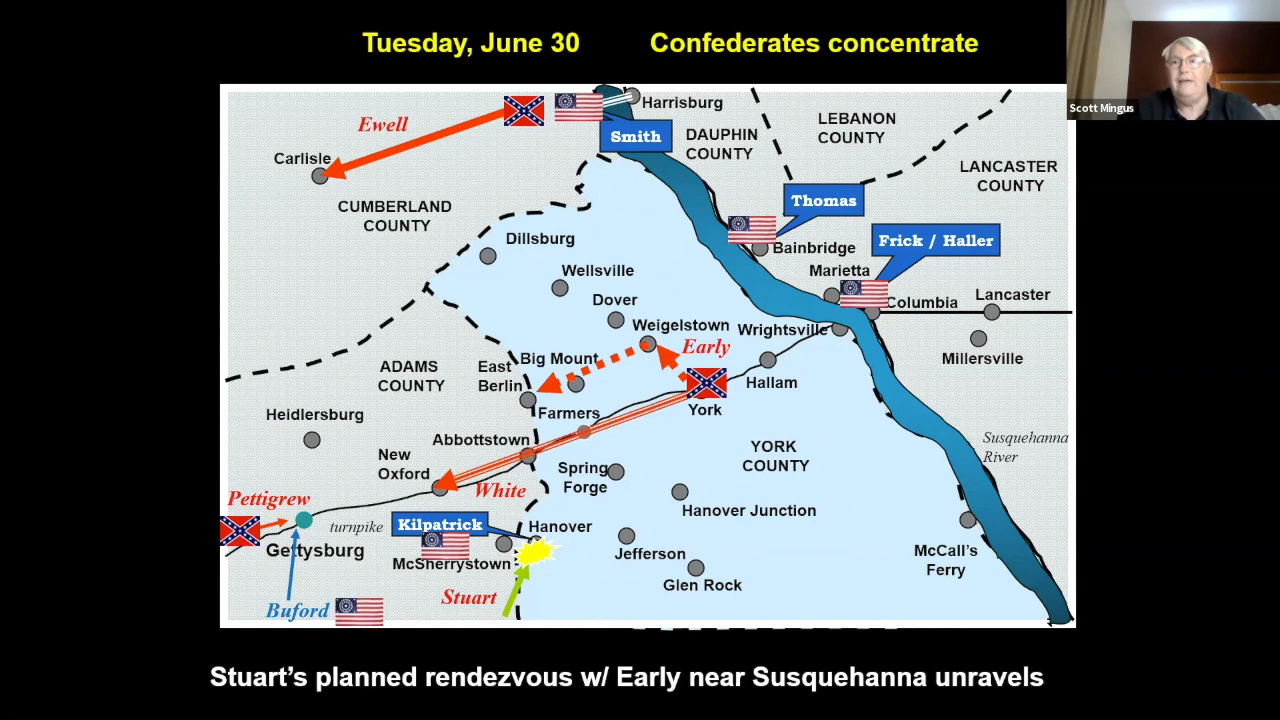 Tuesday, June 30
Confederates concentrate
Scott Mingus
Harrisburg
Ewell
Smith
DAUPHIN
COUNTY
LEBANON
COUNTY
LANCASTER
COUNTY
Carlisle
CUMBERLAND
COUNTY
Thomas
Frick / Haller
Dillsburg
Bainbridge
Wellsville
Marietta
Dover
Columbia
Lancaster
Weigelstown
Wrightsville
Early
Millersville
Big Mount
ADAMS
COUNTY
East
Berlin
Hallam
York
Heidlersburg
Farmers
Abbottstown
YORK
COUNTY
Susquehanna
River
New
Oxford
Spring
Forge
White
Pettigrew
Hanover Junction
turnpike
Kilpatrick
Hanover
Gettysburg
Jefferson
McSherrystown
McCall's
Ferry
Glen Rock
Stuart
Buford
Stuart's planned rendezvous w/ Early near Susquehanna unravels